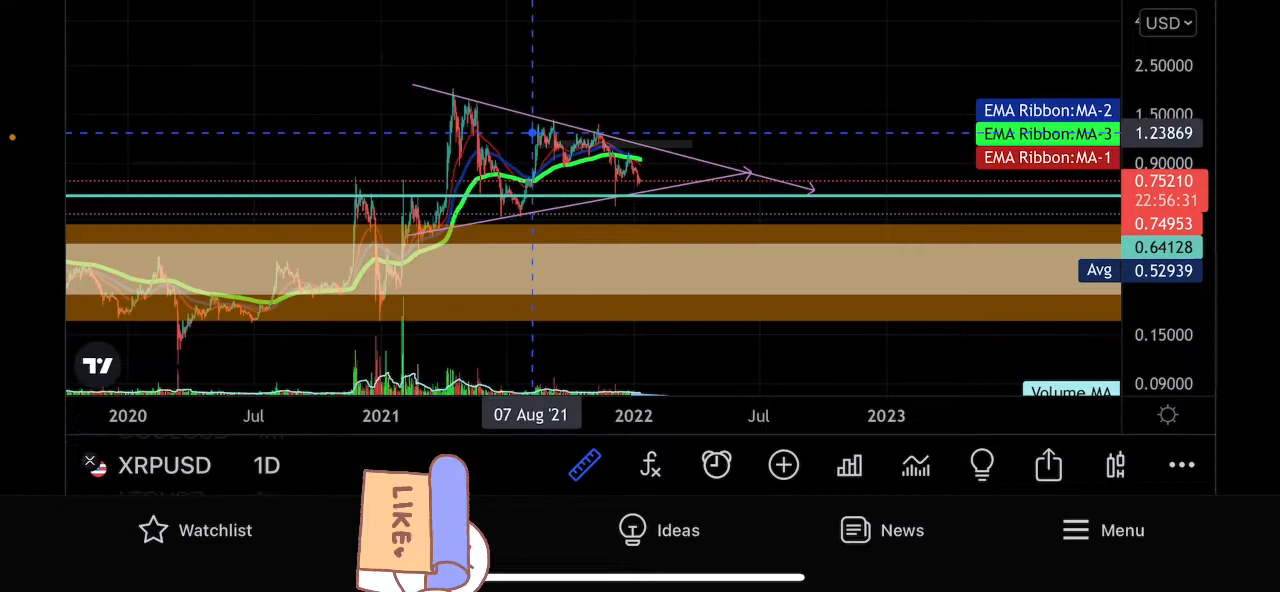 USD
2.50000
EMA Ribbon:MA-2
1.50000
EMA Ribbon:MA-3
1.23869
EMA Ribbon:MA-1
0.90000
0.75210
22:56:31
0.74953
0.64128
Avg 0.52939
0.15000
0.09000
Volume MA
2020 Jul 2021 07 Aug '21 2022 Jul 2023
XRPUSD 1D
LIKE
Watchlist Ideas News Menu